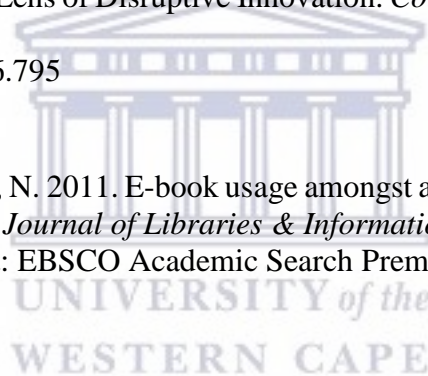 Lens of Disruptive Innovation. Co
6.795
, N. 2011. E-book usage amongst a
Journal of Libraries & Informatio
: EBSCO Academic Search Prem
UNIVERSITY of the
WESTERN CAPE